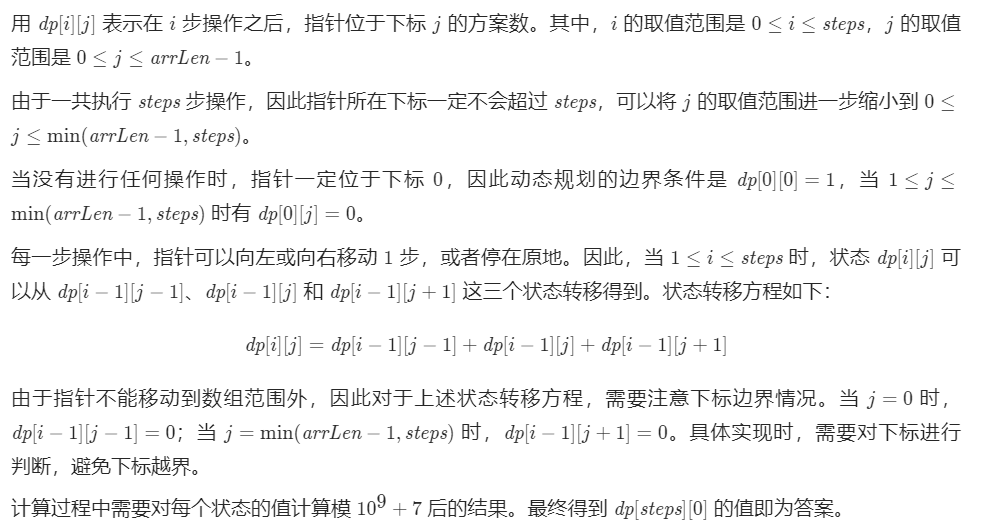 用 dp[i][j] 表示在 i 步操作之后，指针位于下标 j 的方案数。其中，i 的取值范围是 0 ≤ i ≤ steps，j 的取值
范围是 0 ≤ j ≤ arrLen − 1。
由于一共执行 steps 步操作，因此指针所在下标一定不会超过 steps，可以将 j 的取值范围进一步缩小到 0 ≤
j ≤ min(arrLen − 1, steps)。
当没有进行任何操作时，指针一定位于下标 0，因此动态规划的边界条件是 dp[0][0] = 1，当 1 ≤ j ≤
min(arrLen − 1, steps) 时有 dp[0][j] = 0。
每一步操作中，指针可以向左或向右移动 1 步，或者停在原地。因此，当 1 ≤ i ≤ steps 时，状态 dp[i][j] 可
以从 dp[i − 1][j − 1]、dp[i − 1][j] 和 dp[i − 1][j + 1] 这三个状态转移得到。状态转移方程如下：
dp[i][j] = dp[i − 1][j − 1] + dp[i − 1][j] + dp[i − 1][j + 1]
由于指针不能移动到数组范围外，因此对于上述状态转移方程，需要注意下标边界情况。当 j = 0 时，
dp[i − 1][j − 1] = 0；当 j = min(arrLen − 1, steps) 时，dp[i − 1][j + 1] = 0。具体实现时，需要对下标进行
判断，避免下标越界。
计算过程中需要对每个状态的值计算模 10⁹ + 7 后的结果。最终得到 dp[steps][0] 的值即为答案。